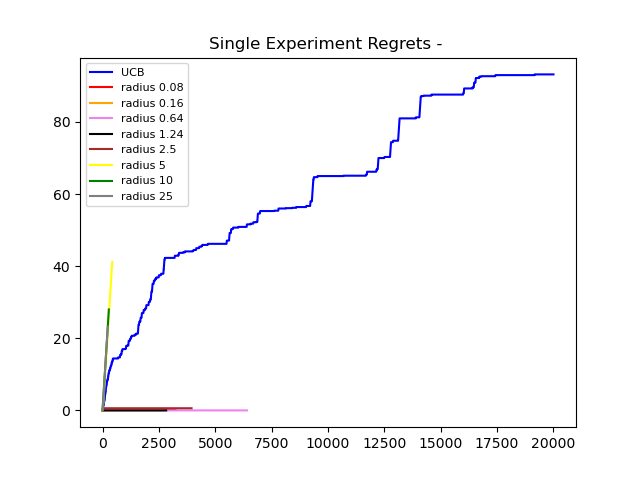 Single Experiment Regrets -
UCB
radius 0.08
radius 0.16
radius 0.64
radius 1.24
radius 2.5
radius 5
radius 10
radius 25
80
60
40
20
0
0 2500 5000 7500 10000 12500 15000 17500 20000